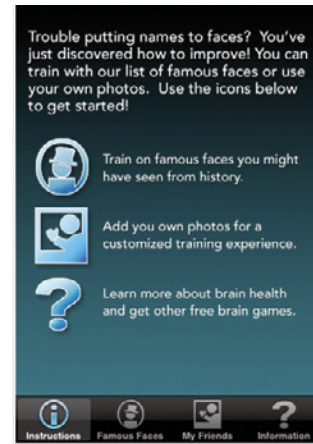 Trouble putting names to faces? You've
just discovered how to improve! You can
train with our list of famous faces or use
your own photos. Use the icons below
to get started!
Train on famous faces you might
have seen from history.
Add you own photos for a
customized training experience.
Learn more about brain health
and get other free brain games.
Instructions Famous Faces My Friends Information